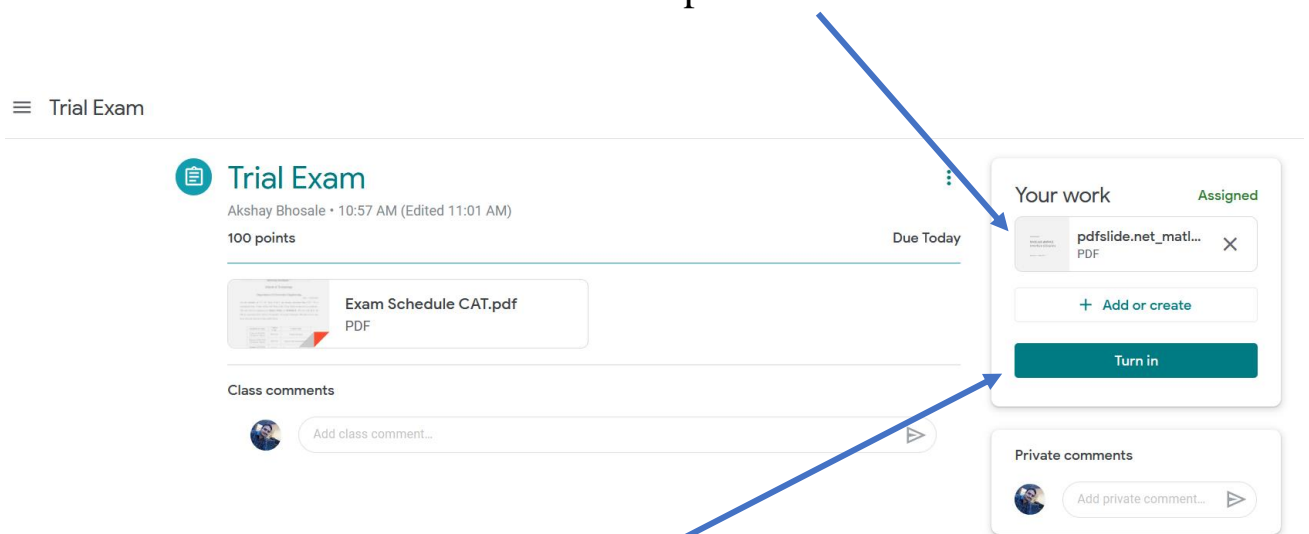 Trial Exam
Trial Exam
Akshay Bhosale • 10:57 AM (Edited 11:01 AM)
100 points
Due Today
Exam Schedule CAT.pdf
PDF
Class comments
Add class comment...
Your work
Assigned
pdfslide.net_matl...
PDF
+ Add or create
Turn in
Private comments
Add private comment...